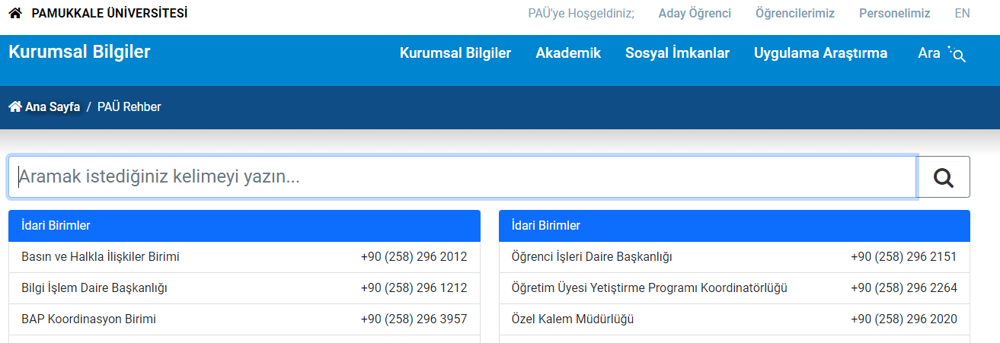 PAMUKKALE ÜNİVERSİTESİ PAÜ'ye Hoşgeldiniz; Aday Öğrenci Öğrencilerimiz Personelimiz EN
Kurumsal Bilgiler Kurumsal Bilgiler Akademik Sosyal İmkanlar Uygulama Araştırma Ara
Ana Sayfa / PAÜ Rehber
Aramak istediğiniz kelimeyi yazın...
İdari Birimler
Basın ve Halkla İlişkiler Birimi +90 (258) 296 2012
Bilgi İşlem Daire Başkanlığı +90 (258) 296 1212
BAP Koordinasyon Birimi +90 (258) 296 3957
İdari Birimler
Öğrenci İşleri Daire Başkanlığı +90 (258) 296 2151
Öğretim Üyesi Yetiştirme Programı Koordinatörlüğü +90 (258) 296 2264
Özel Kalem Müdürlüğü +90 (258) 296 2020